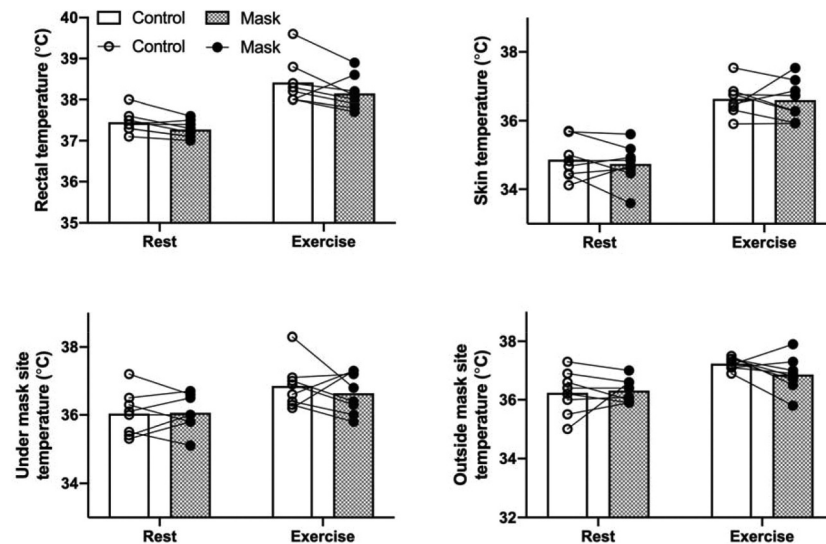 Control Mask
Control Mask
Rectal temperature (°C)
40
39
38
37
36
35
Rest Exercise
Skin temperature (°C)
38
36
34
Rest Exercise
Under mask site
temperature (°C)
38
36
34
Rest Exercise
Outside mask site
temperature (°C)
38
36
34
32
Rest Exercise